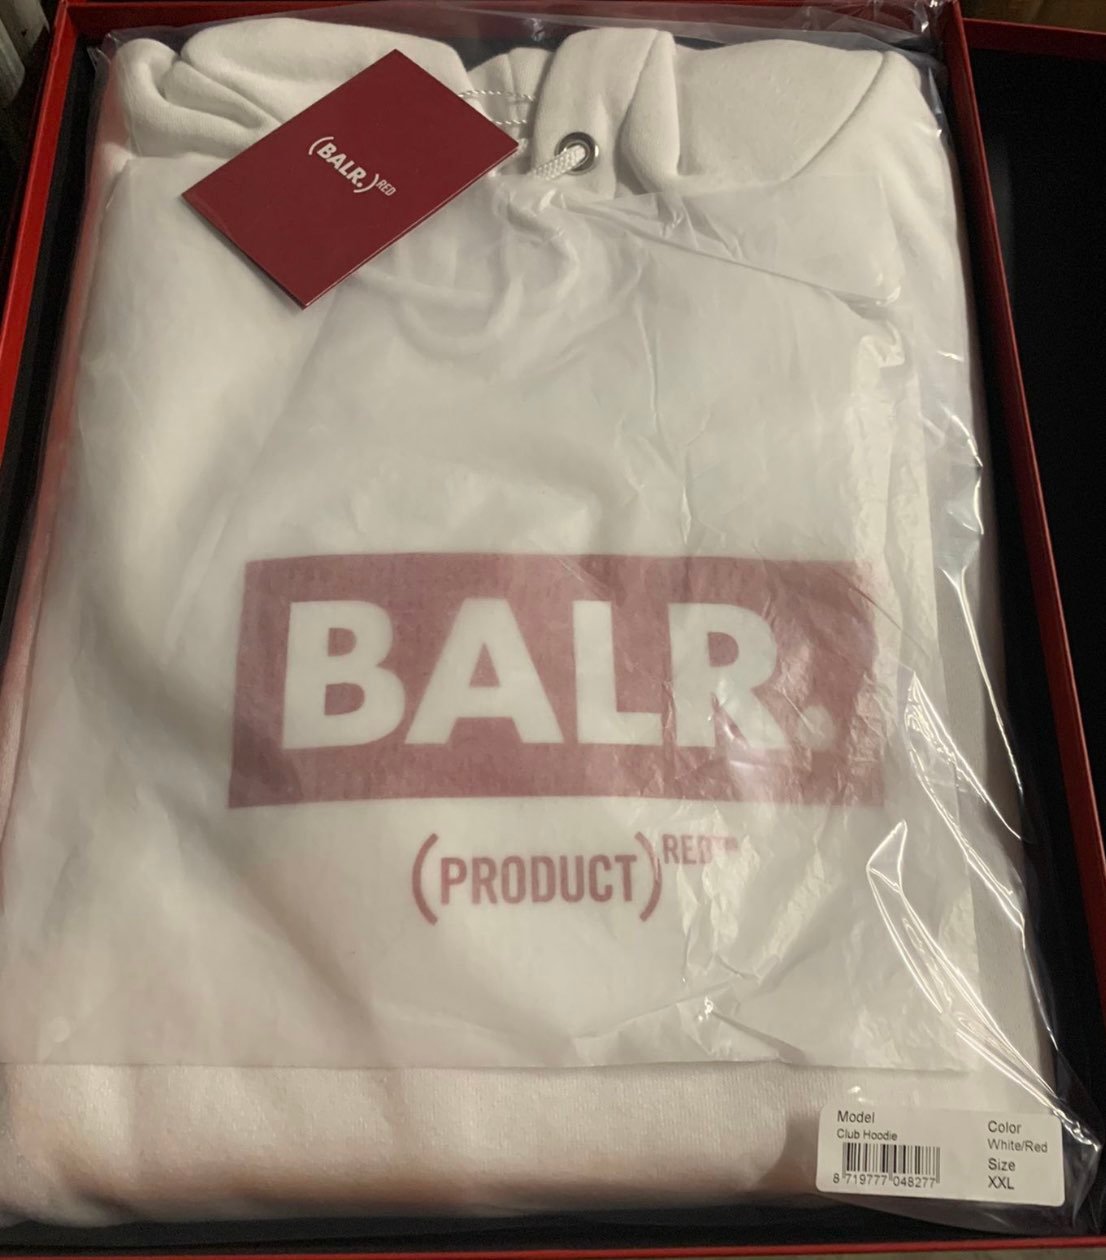 (BALR.)RED
BALR.
(PRODUCT)RED™
Model
Club Hoodie
8 719777 048277
Color
White/Red
Size
XXL